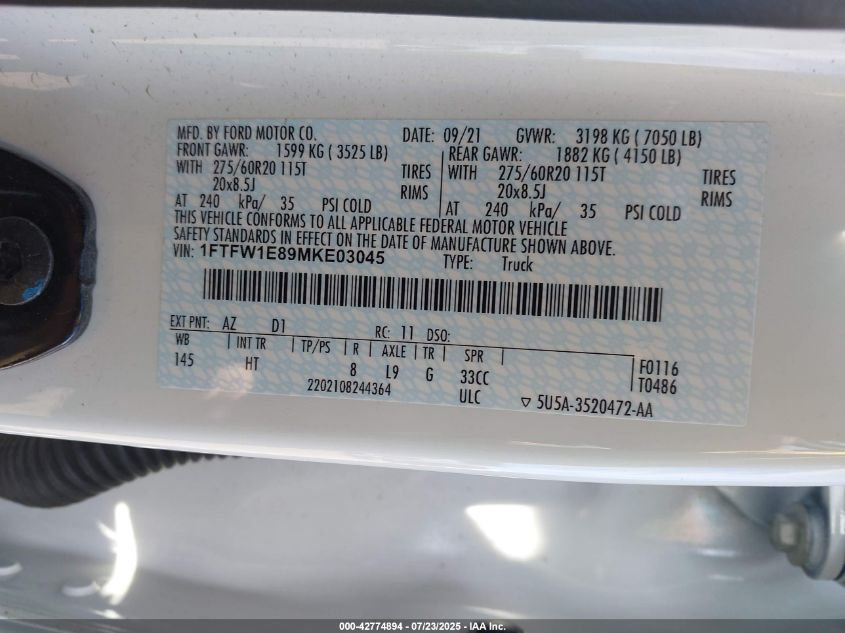 MFD. BY FORD MOTOR CO. DATE: 09/21 GVWR: 3198 KG ( 7050 LB)
FRONT GAWR: 1599 KG ( 3525 LB) REAR GAWR: 1882 KG ( 4150 LB)
WITH 275/60R20 115T TIRES WITH 275/60R20 115T TIRES
20x8.5J RIMS 20x8.5J RIMS
AT 240 kPa/ 35 PSI COLD AT 240 kPa/ 35 PSI COLD
THIS VEHICLE CONFORMS TO ALL APPLICABLE FEDERAL MOTOR VEHICLE
SAFETY STANDARDS IN EFFECT ON THE DATE OF MANUFACTURE SHOWN ABOVE.
VIN: 1FTFW1E89MKE03045 TYPE: Truck
EXT PNT: AZ D1 RC: 11 DSO:
WB INT TR TP/PS R AXLE TR SPR
145 HT 8 L9 G 33CC
F0116
T0486
2202108244364 ULC ▽ 5U5A-3520472-AA
000-42774894 - 07/23/2025 - IAA Inc.